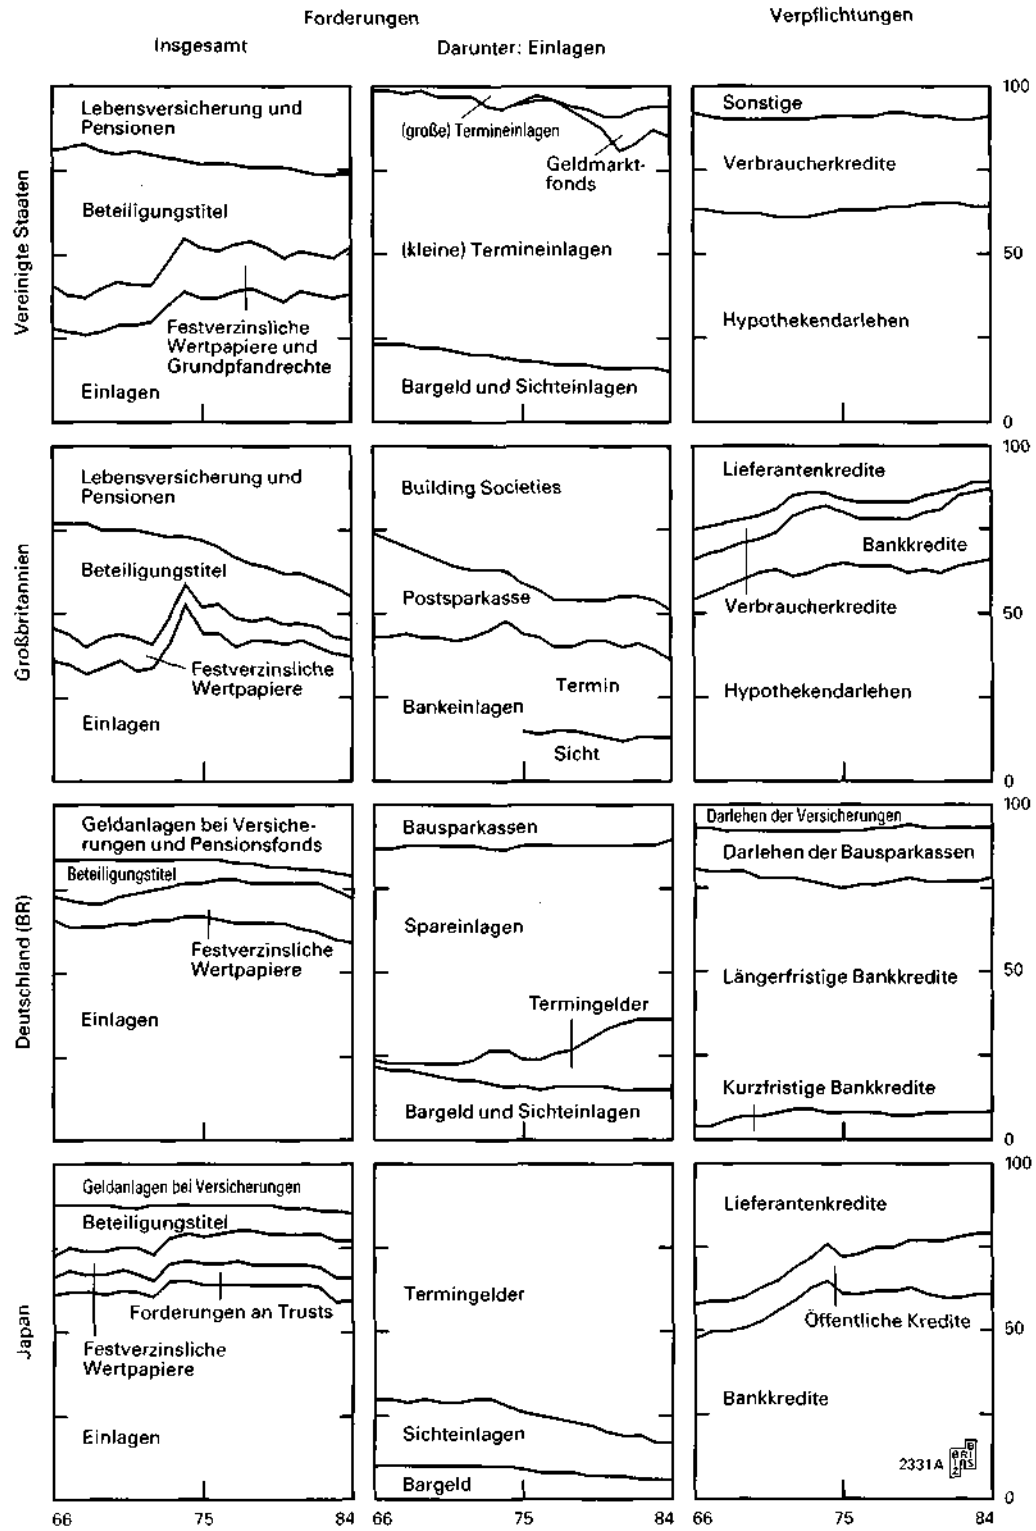 Forderungen
Verpflichtungen
Insgesamt
Darunter: Einlagen
Vereinigte Staaten
Lebensversicherung und
Pensionen
Beteiligungstitel
Festverzinsliche
Wertpapiere und
Grundpfandrechte
Einlagen
(große) Termineinlagen
Geldmarkt-
fonds
(kleine) Termineinlagen
Bargeld und Sichteinlagen
Sonstige
Verbraucherkredite
Hypothekendarlehen
100
50
0
75
84
Großbritannien
Lebensversicherung und
Pensionen
Beteiligungstitel
Festverzinsliche
Wertpapiere
Einlagen
Building Societies
Postsparkasse
Termin
Bankeinlagen
Sicht
Lieferantenkredite
Bankkredite
Verbraucherkredite
Hypothekendarlehen
100
50
0
Deutschland (BR)
Geldanlagen bei Versiche-
rungen und Pensionsfonds
Beteiligungstitel
Festverzinsliche
Wertpapiere
Einlagen
Bausparkassen
Spareinlagen
Termingelder
Bargeld und Sichteinlagen
Darlehen der Versicherungen
Darlehen der Bausparkassen
Längerfristige Bankkredite
Kurzfristige Bankkredite
100
50
0
Japan
Geldanlagen bei Versicherungen
Beteiligungstitel
Forderungen an Trusts
Festverzinsliche
Wertpapiere
Einlagen
Termingelder
Sichteinlagen
Bargeld
Lieferantenkredite
Öffentliche Kredite
Bankkredite
2331A
100
50
0
66 75 84 66 75 84 66 75 84